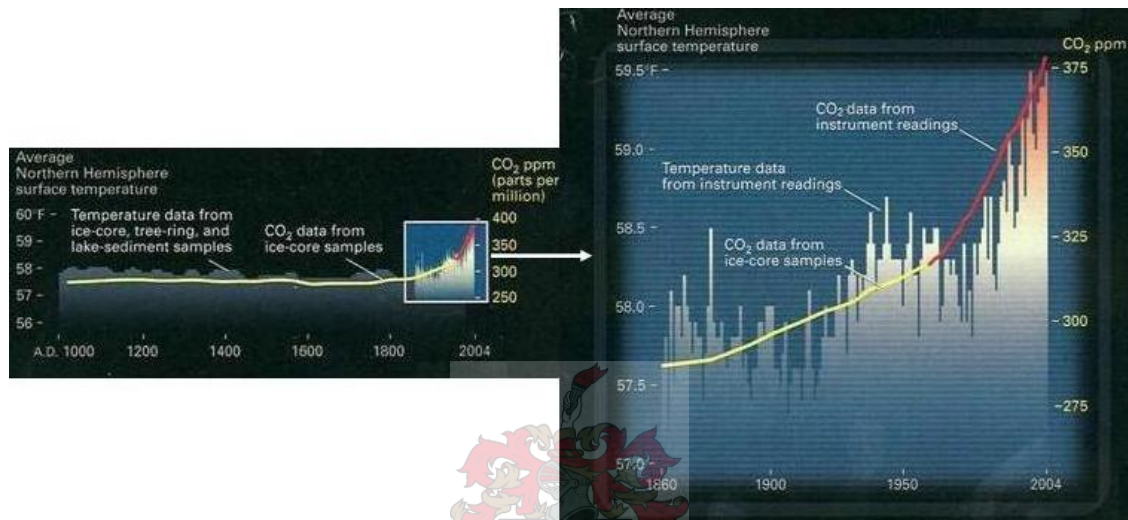 Average
Northern Hemisphere
surface temperature
CO₂ ppm
(parts per
million)
60°F
Temperature data from
ice-core, tree-ring, and
lake-sediment samples
CO₂ data from
ice-core samples
400
59
350
58
300
57
250
56
A.D. 1000
1200
1400
1600
1800
2004
Average
Northern Hemisphere
surface temperature
CO₂ ppm
59.5°F
375
CO₂ data from
instrument readings
59.0
350
Temperature data
from instrument readings
58.5
325
CO₂ data from
ice-core samples
58.0
300
57.5
275
57.0
1860
1900
1950
2004